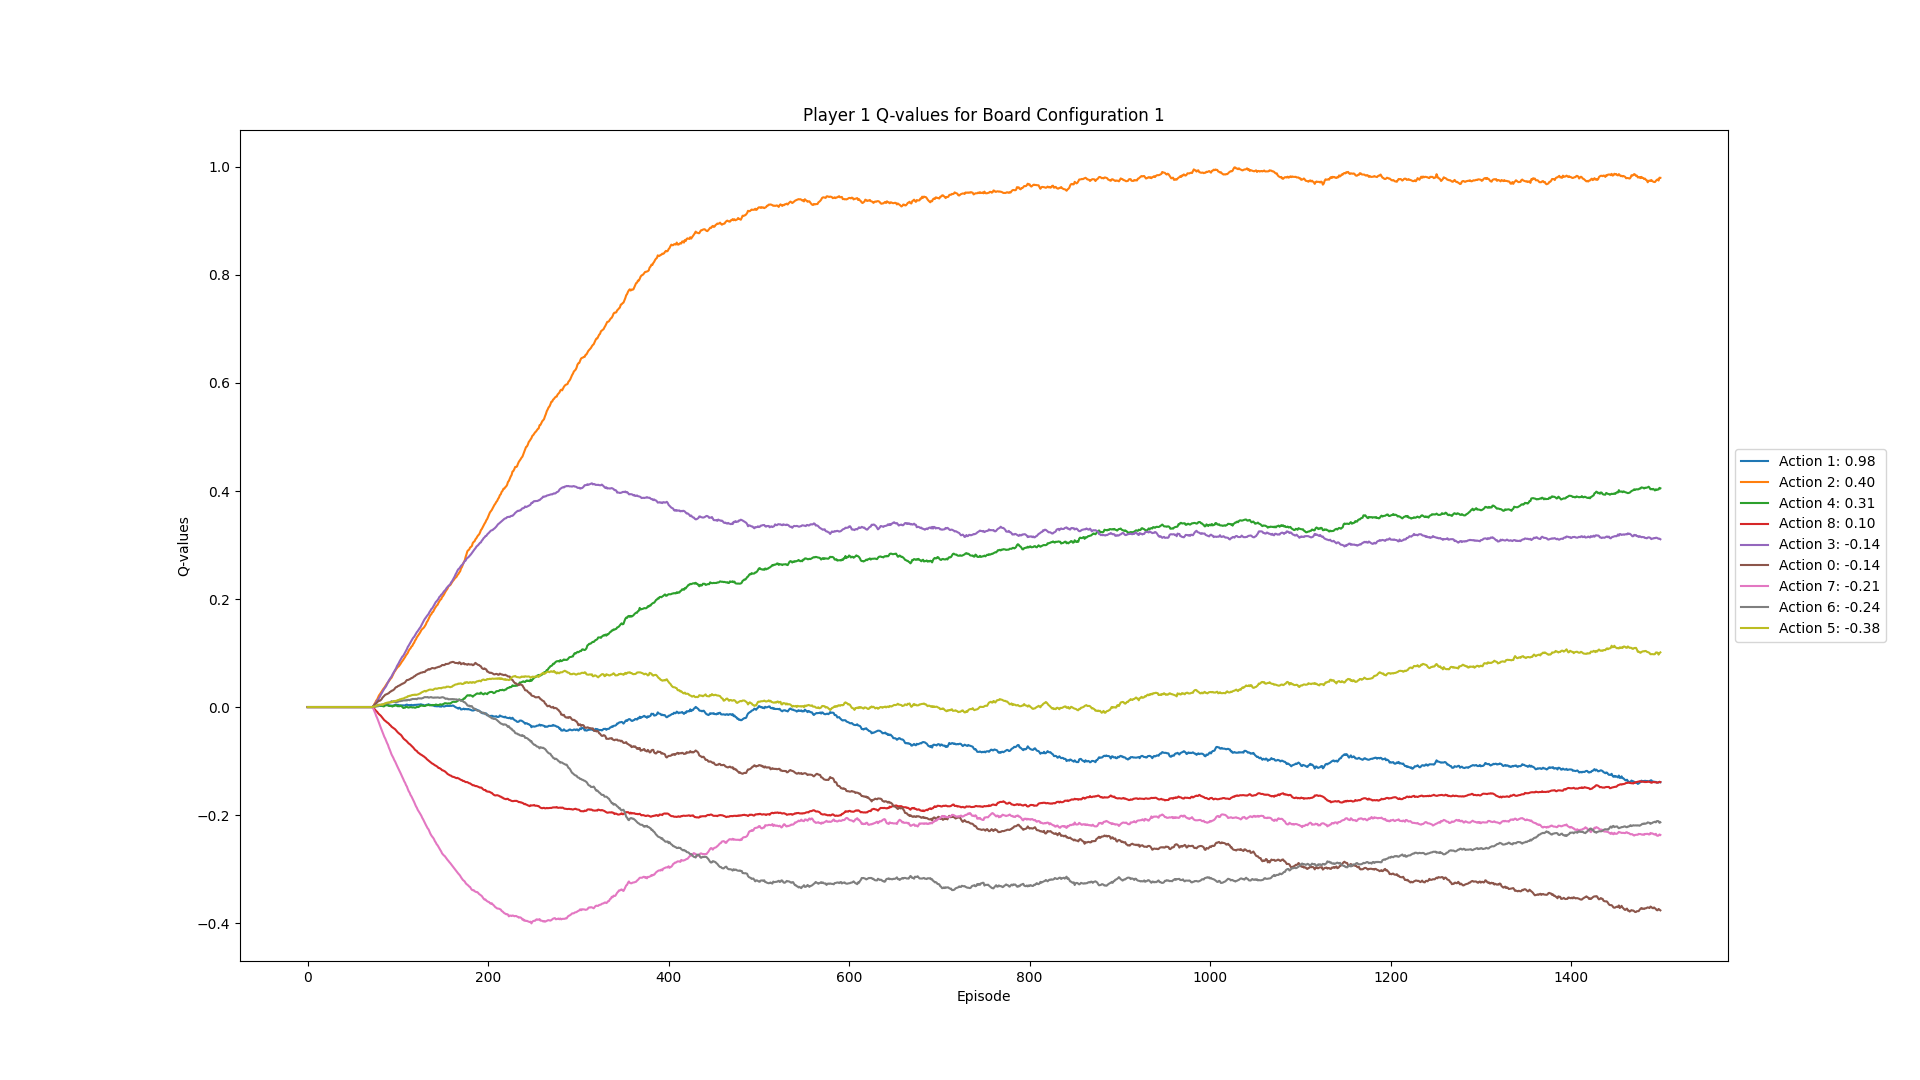 Player 1 Q-values for Board Configuration 1
1.0
0.8
0.6
0.4
0.2
0.0
−0.2
−0.4
Q-values
0 200 400 600 800 1000 1200 1400
Episode
Action 1: 0.98
Action 2: 0.40
Action 4: 0.31
Action 8: 0.10
Action 3: -0.14
Action 0: -0.14
Action 7: -0.21
Action 6: -0.24
Action 5: -0.38